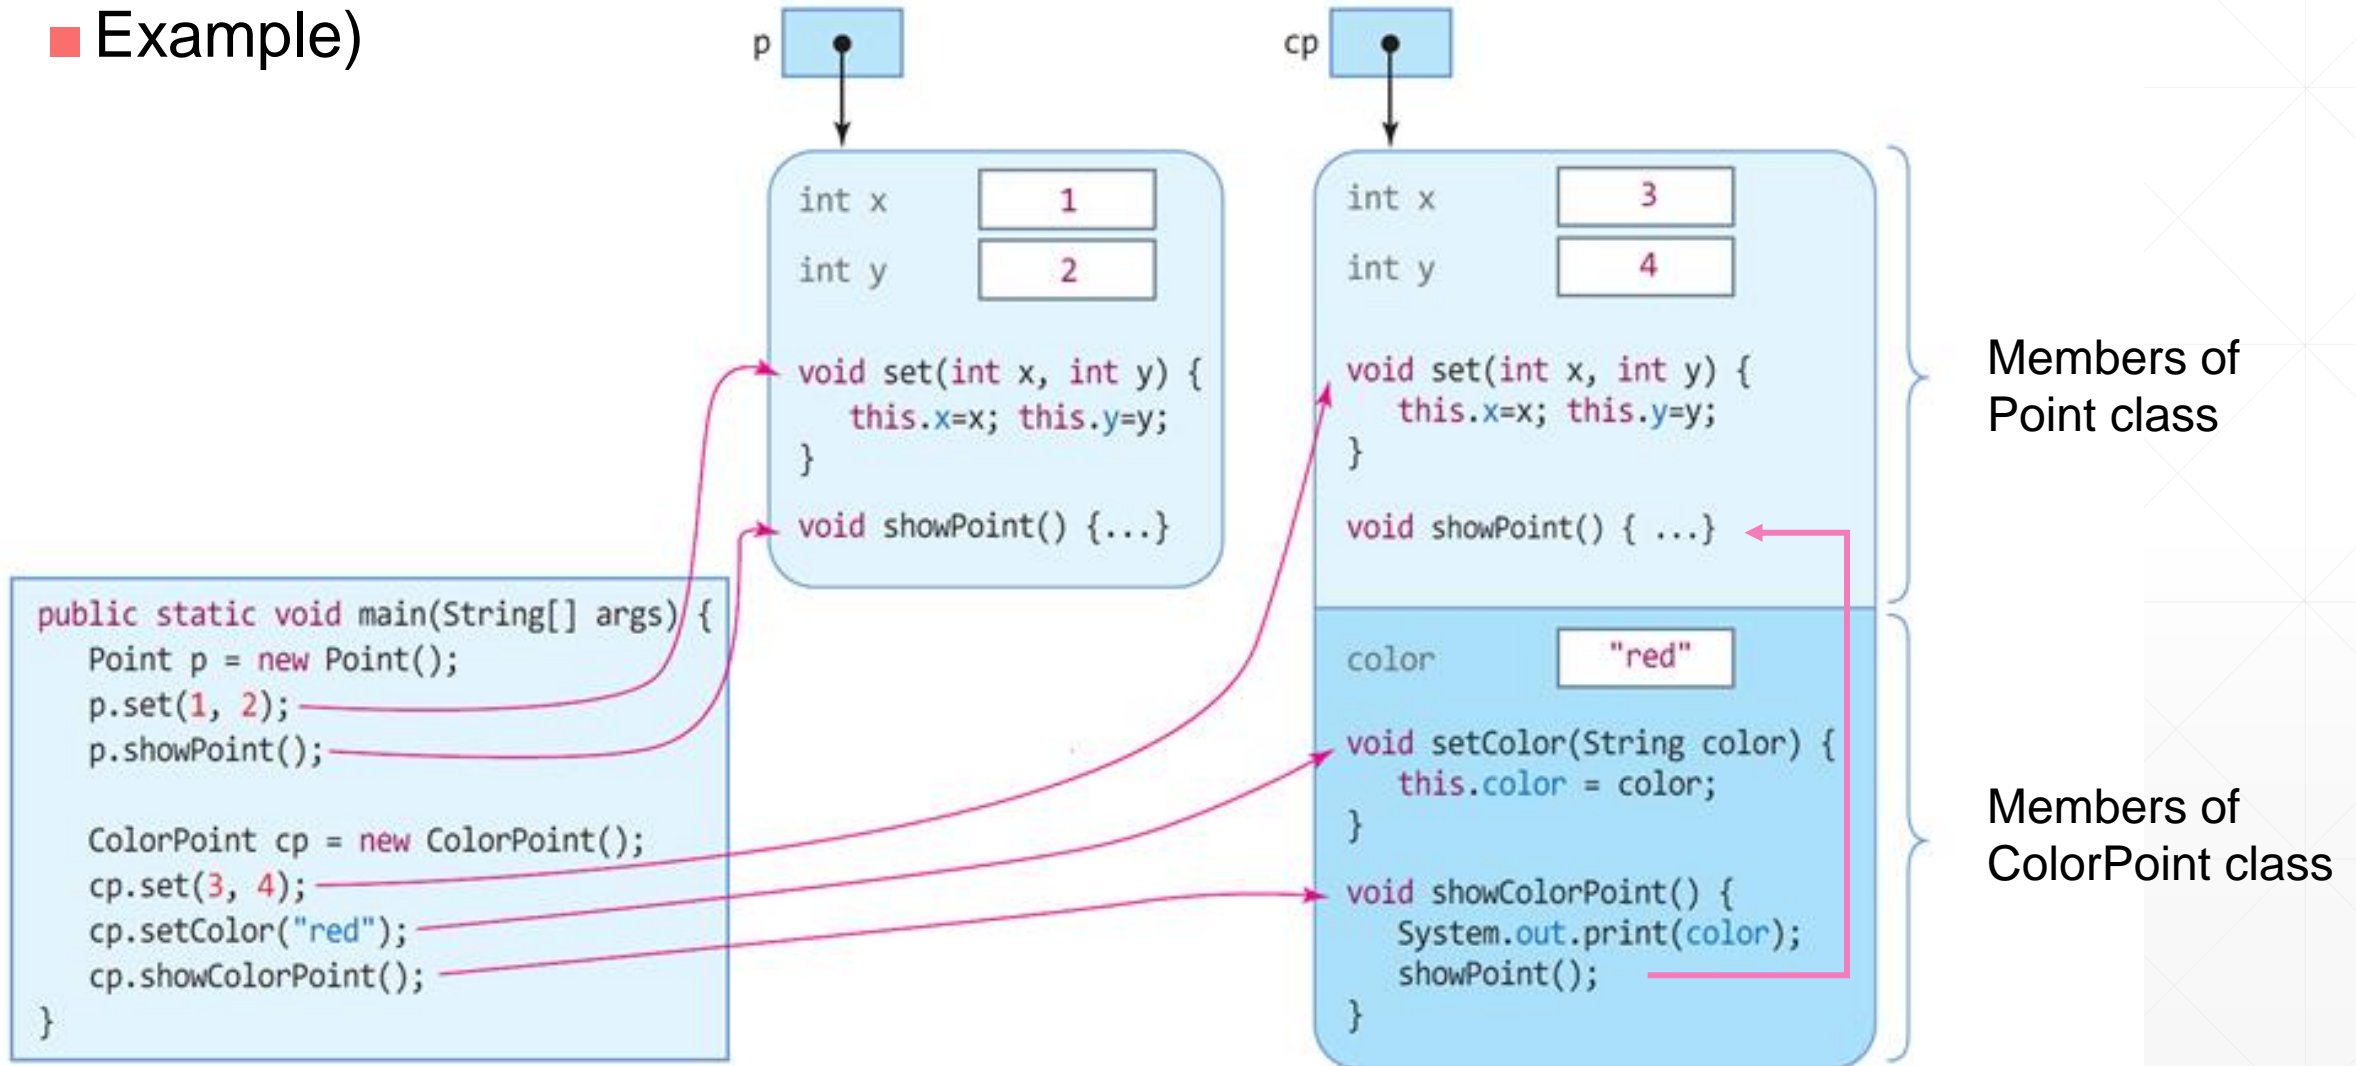 Example)
p
int x 1
int y 2
void set(int x, int y) {
this.x=x; this.y=y;
}
void showPoint() {...}
cp
int x 3
int y 4
void set(int x, int y) {
this.x=x; this.y=y;
}
void showPoint() { ...}
color "red"
void setColor(String color) {
this.color = color;
}
void showColorPoint() {
System.out.print(color);
showPoint();
}
Members of
Point class
Members of
ColorPoint class
public static void main(String[] args) {
Point p = new Point();
p.set(1, 2);
p.showPoint();
ColorPoint cp = new ColorPoint();
cp.set(3, 4);
cp.setColor("red");
cp.showColorPoint();
}